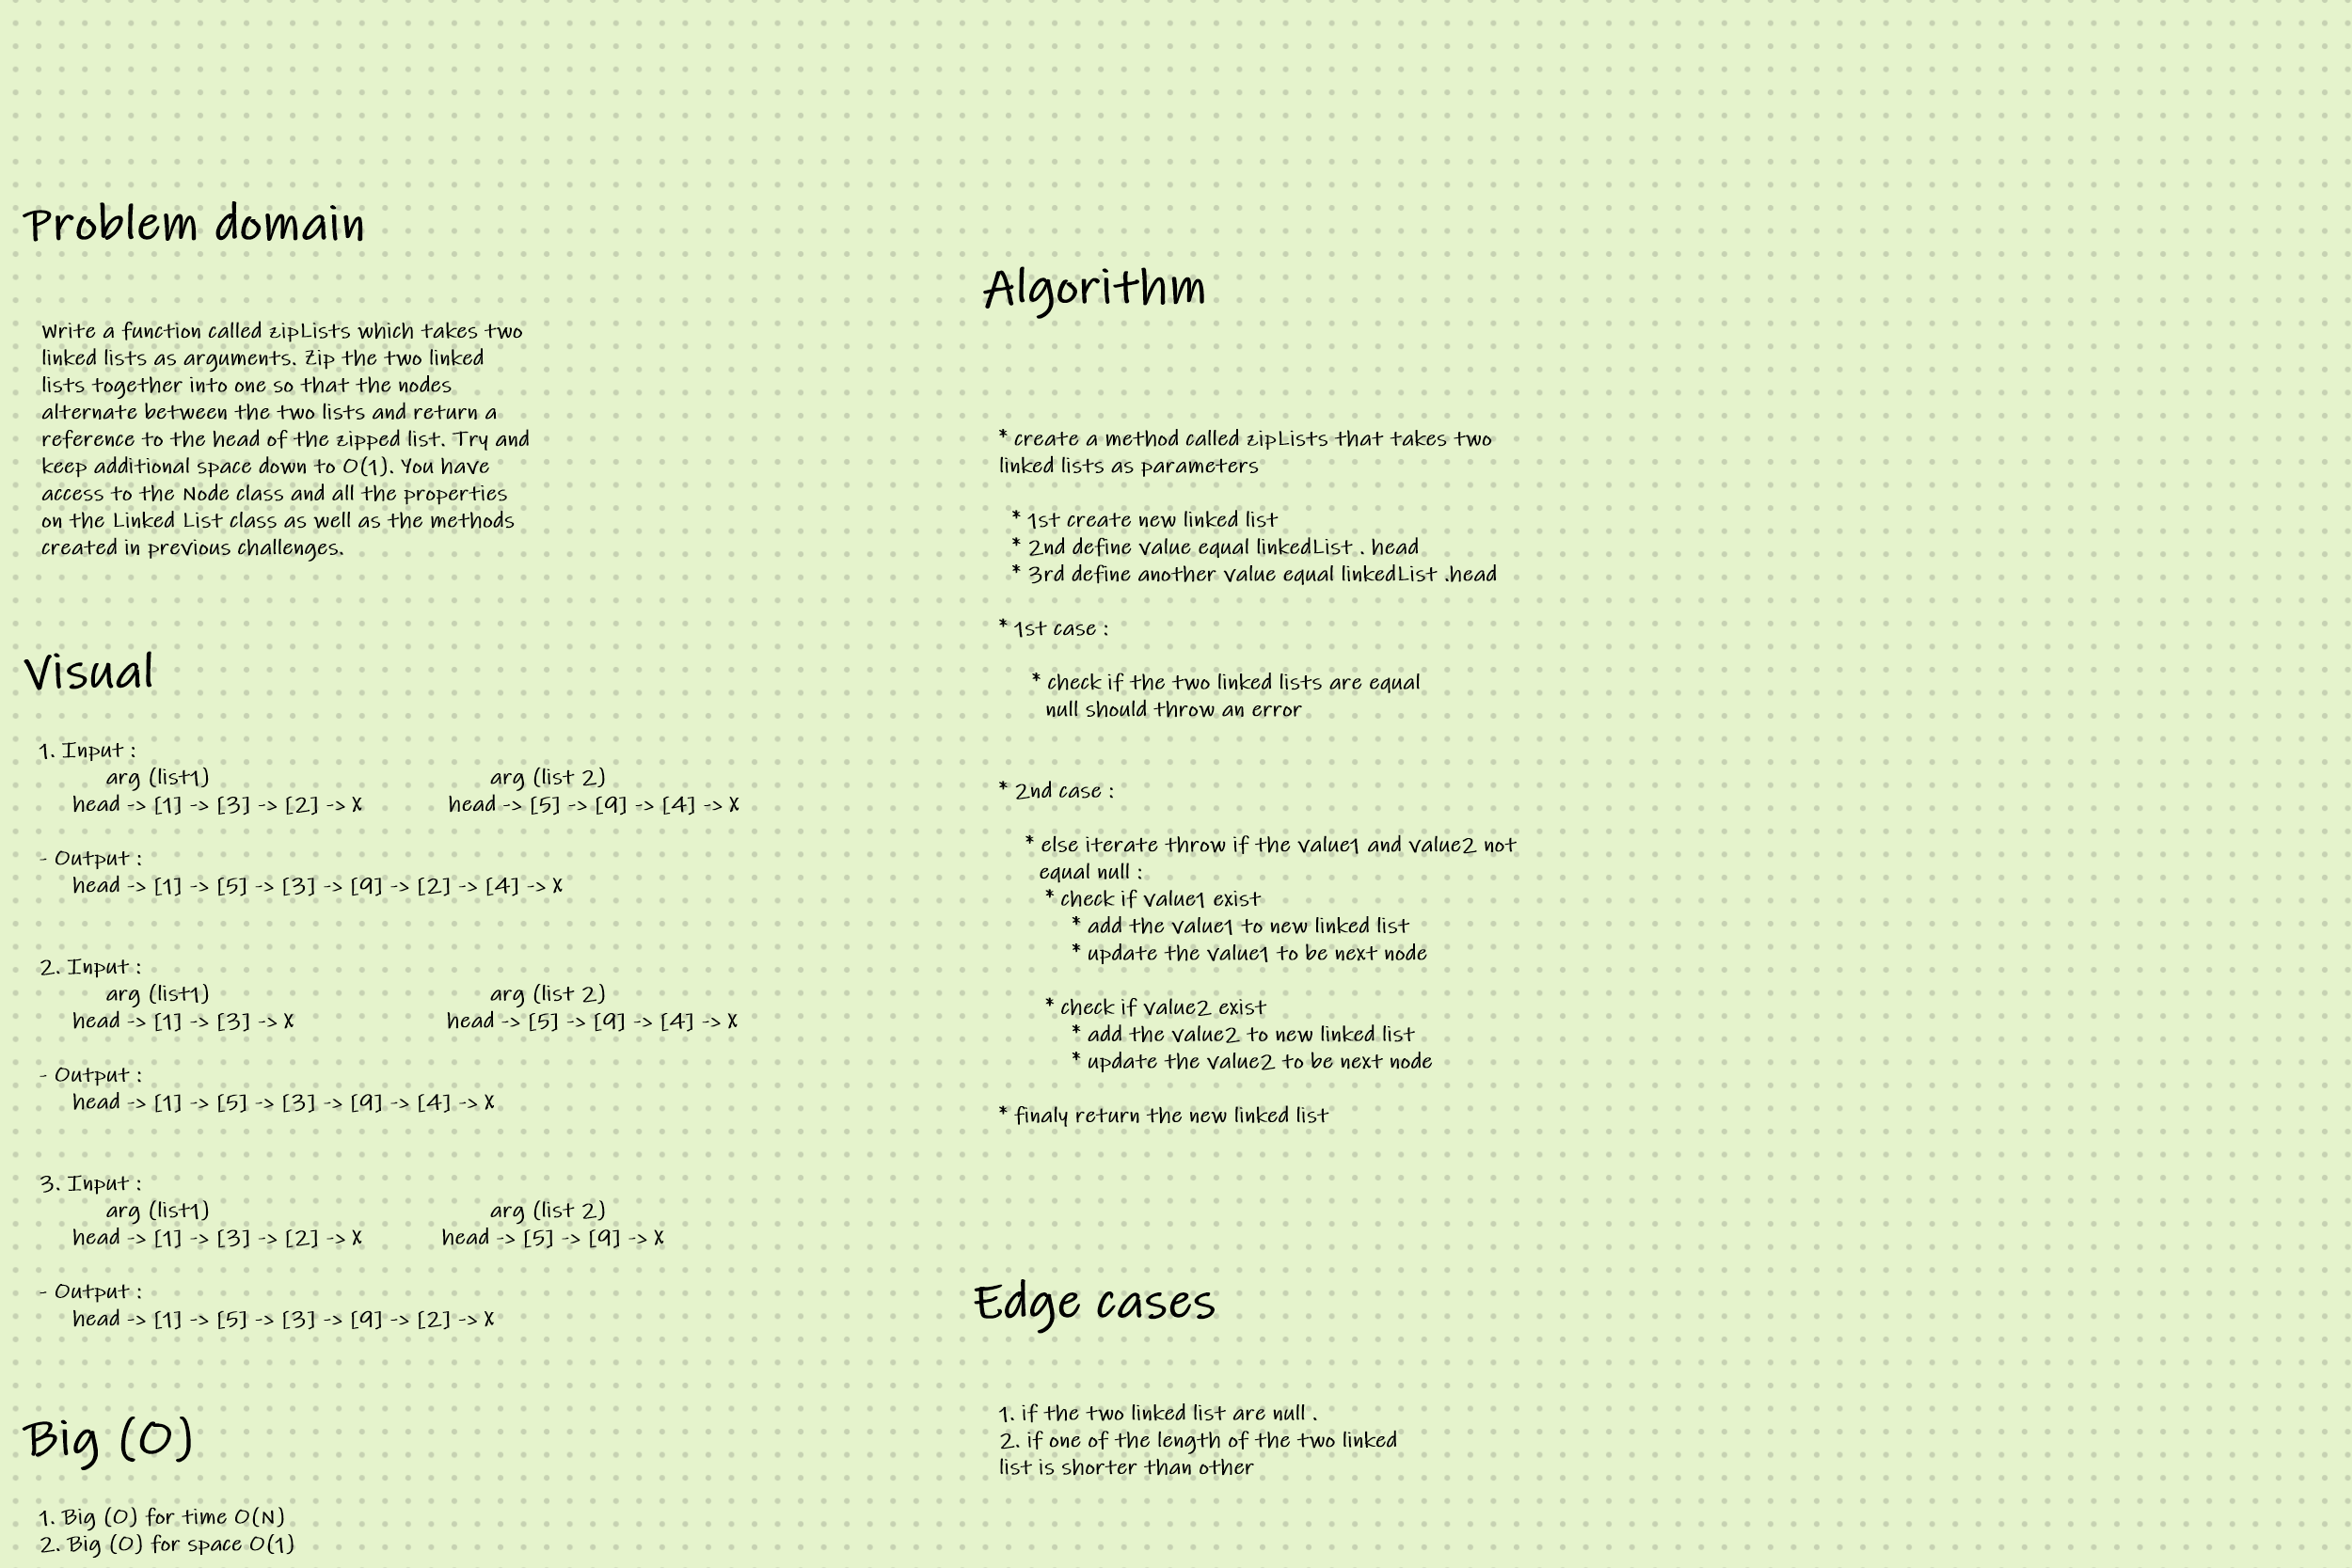 Problem domain
Write a function called zipLists which takes two
linked lists as arguments. Zip the two linked
lists together into one so that the nodes
alternate between the two lists and return a
reference to the head of the zipped list. Try and
keep additional space down to O(1). You have
access to the Node class and all the properties
on the Linked List class as well as the methods
created in previous challenges.
Visual
1. Input :
arg (list1) arg (list 2)
head -> [1] -> [3] -> [2] -> X head -> [5] -> [9] -> [4] -> X
- Output :
head -> [1] -> [5] -> [3] -> [9] -> [2] -> [4] -> X
2. Input :
arg (list1) arg (list 2)
head -> [1] -> [3] -> X head -> [5] -> [9] -> [4] -> X
- Output :
head -> [1] -> [5] -> [3] -> [9] -> [4] -> X
3. Input :
arg (list1) arg (list 2)
head -> [1] -> [3] -> [2] -> X head -> [5] -> [9] -> X
- Output :
head -> [1] -> [5] -> [3] -> [9] -> [2] -> X
Big (O)
1. Big (O) for time O(N)
2. Big (O) for space O(1)
Algorithm
* create a method called zipLists that takes two
linked lists as parameters
* 1st create new linked list
* 2nd define value equal linkedList . head
* 3rd define another value equal linkedList .head
* 1st case :
* check if the two linked lists are equal
null should throw an error
* 2nd case :
* else iterate throw if the value1 and value2 not
equal null :
* check if value1 exist
* add the value1 to new linked list
* update the value1 to be next node
* check if value2 exist
* add the value2 to new linked list
* update the value2 to be next node
* finaly return the new linked list
Edge cases
1. if the two linked list are null .
2. if one of the length of the two linked
list is shorter than other